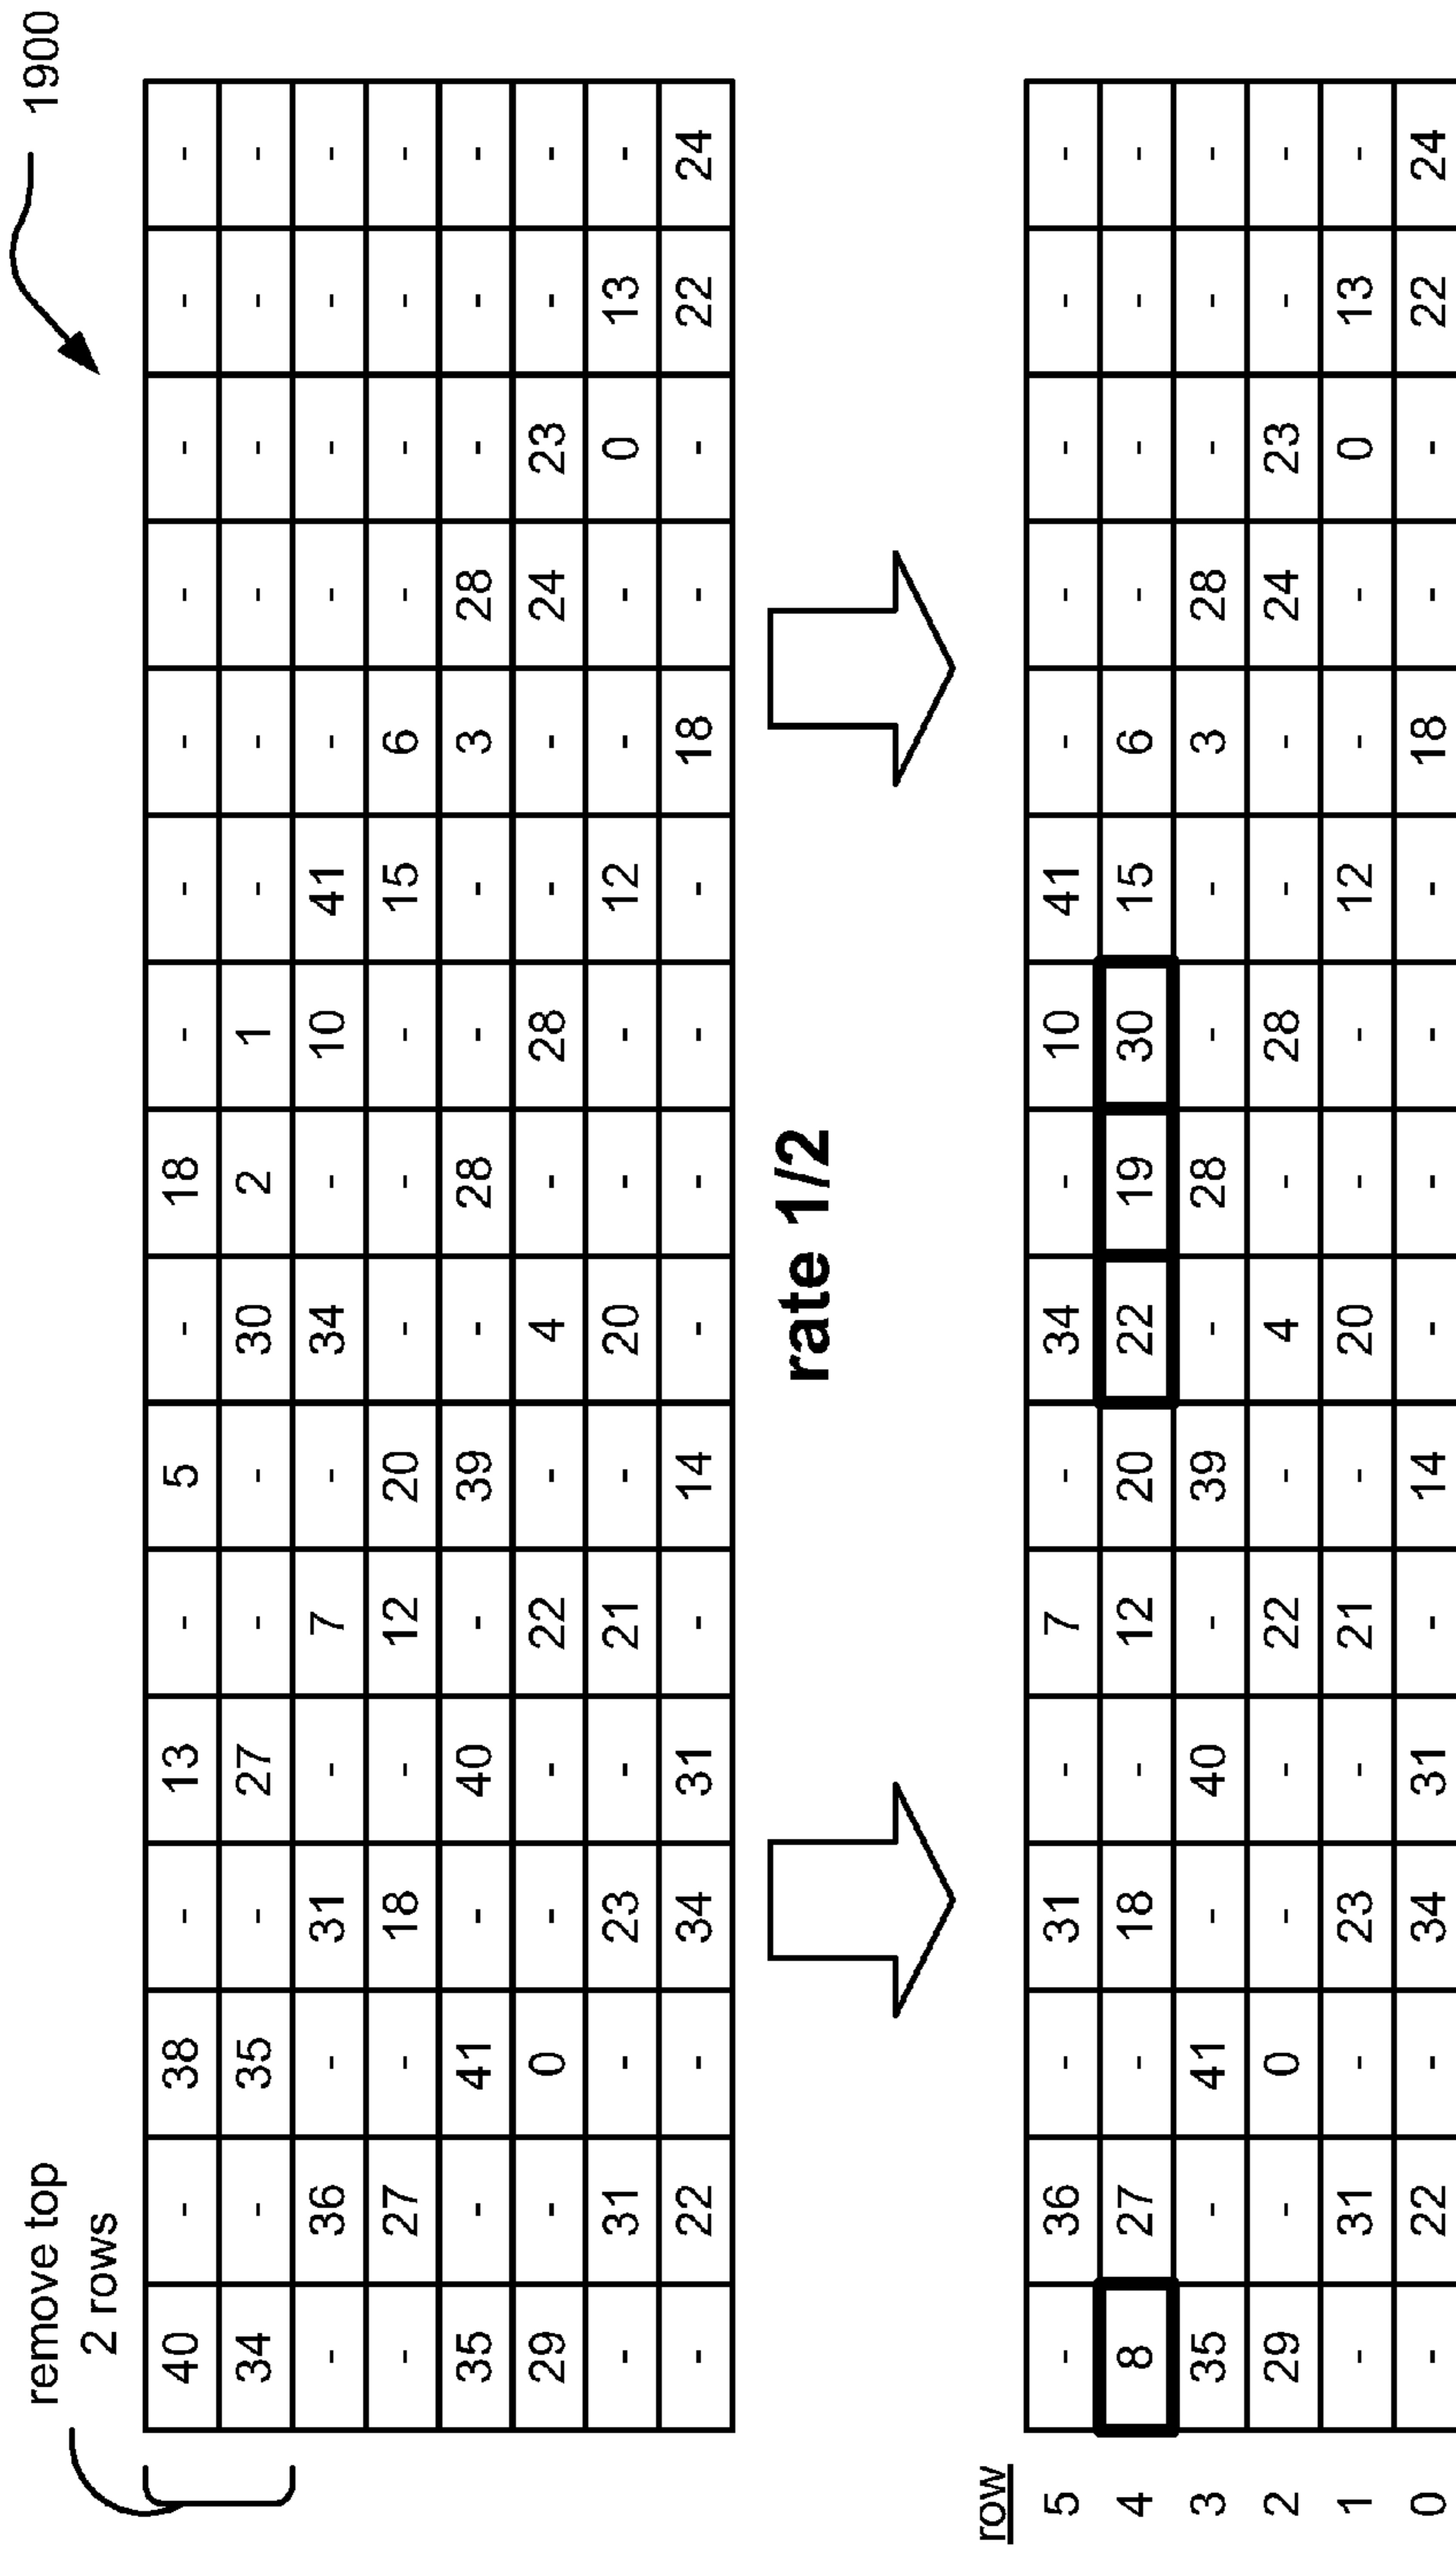 remove top
2 rows
1900
40 - 38 - 13 - 5 - 18 - - - - - - -
34 - 35 - 27 - - 30 2 1 - - - - - -
- 36 - 31 - 7 - 34 - 10 41 - - - - -
- 27 - 18 - 12 20 - - - 15 6 - - - -
35 - 41 - 40 - 39 - 28 - - 3 28 - - -
29 - 0 - - 22 - 4 - 28 - - 24 23 - -
- 31 - 23 - 21 - 20 - - 12 - - 0 13 -
- 22 - 34 31 - 14 - - - - 18 - - 22 24
rate 1/2
row
5 - 36 - 31 - 7 - 34 - 10 41 - - - - -
4 8 27 - 18 - 12 20 22 19 30 15 6 - - - -
3 35 - 41 - 40 - 39 - 28 - - 3 28 - - -
2 29 - 0 - - 22 - 4 - 28 - - 24 23 - -
1 - 31 - 23 - 21 - 20 - - 12 - - 0 13 -
0 - 22 - 34 31 - 14 - - - - 18 - - 22 24